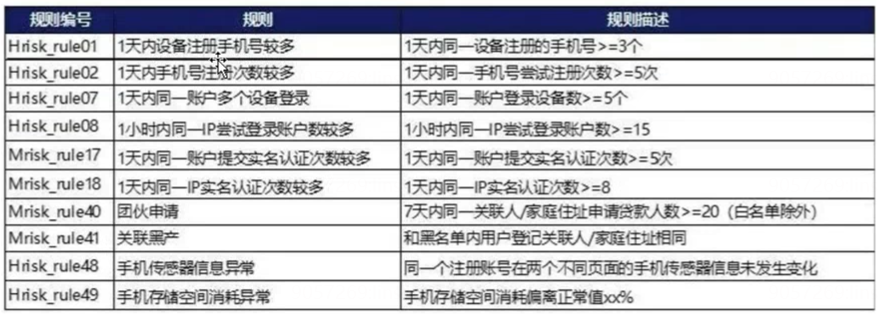 规则编号 规则 规则描述
Hrisk_rule01 1天内设备注册手机号较多 1天内同一设备注册的手机号>=3个
Hrisk_rule02 1天内手机号注册次数较多 1天内同一手机号尝试注册次数>=5次
Hrisk_rule07 1天内同一账户多个设备登录 1天内同一账户登录设备数>=5个
Hrisk_rule08 1小时内同一IP尝试登录账户数较多 1小时内同一IP尝试登录账户数>=15
Mrisk_rule17 1天内同一账户提交实名认证次数较多 1天内同一账户提交实名认证次数>=5次
Mrisk_rule18 1天内同一IP实名认证次数较多 1天内同一IP实名认证次数>=8
Mrisk_rule40 团伙申请 7天内同一关联人/家庭住址申请贷款人数>=20（白名单除外）
Mrisk_rule41 关联黑产 和黑名单内用户登记关联人/家庭住址相同
Hrisk_rule48 手机传感器信息异常 同一个注册账号在两个不同页面的手机传感器信息未发生变化
Hrisk_rule49 手机存储空间消耗异常 手机存储空间消耗偏离正常值xx%